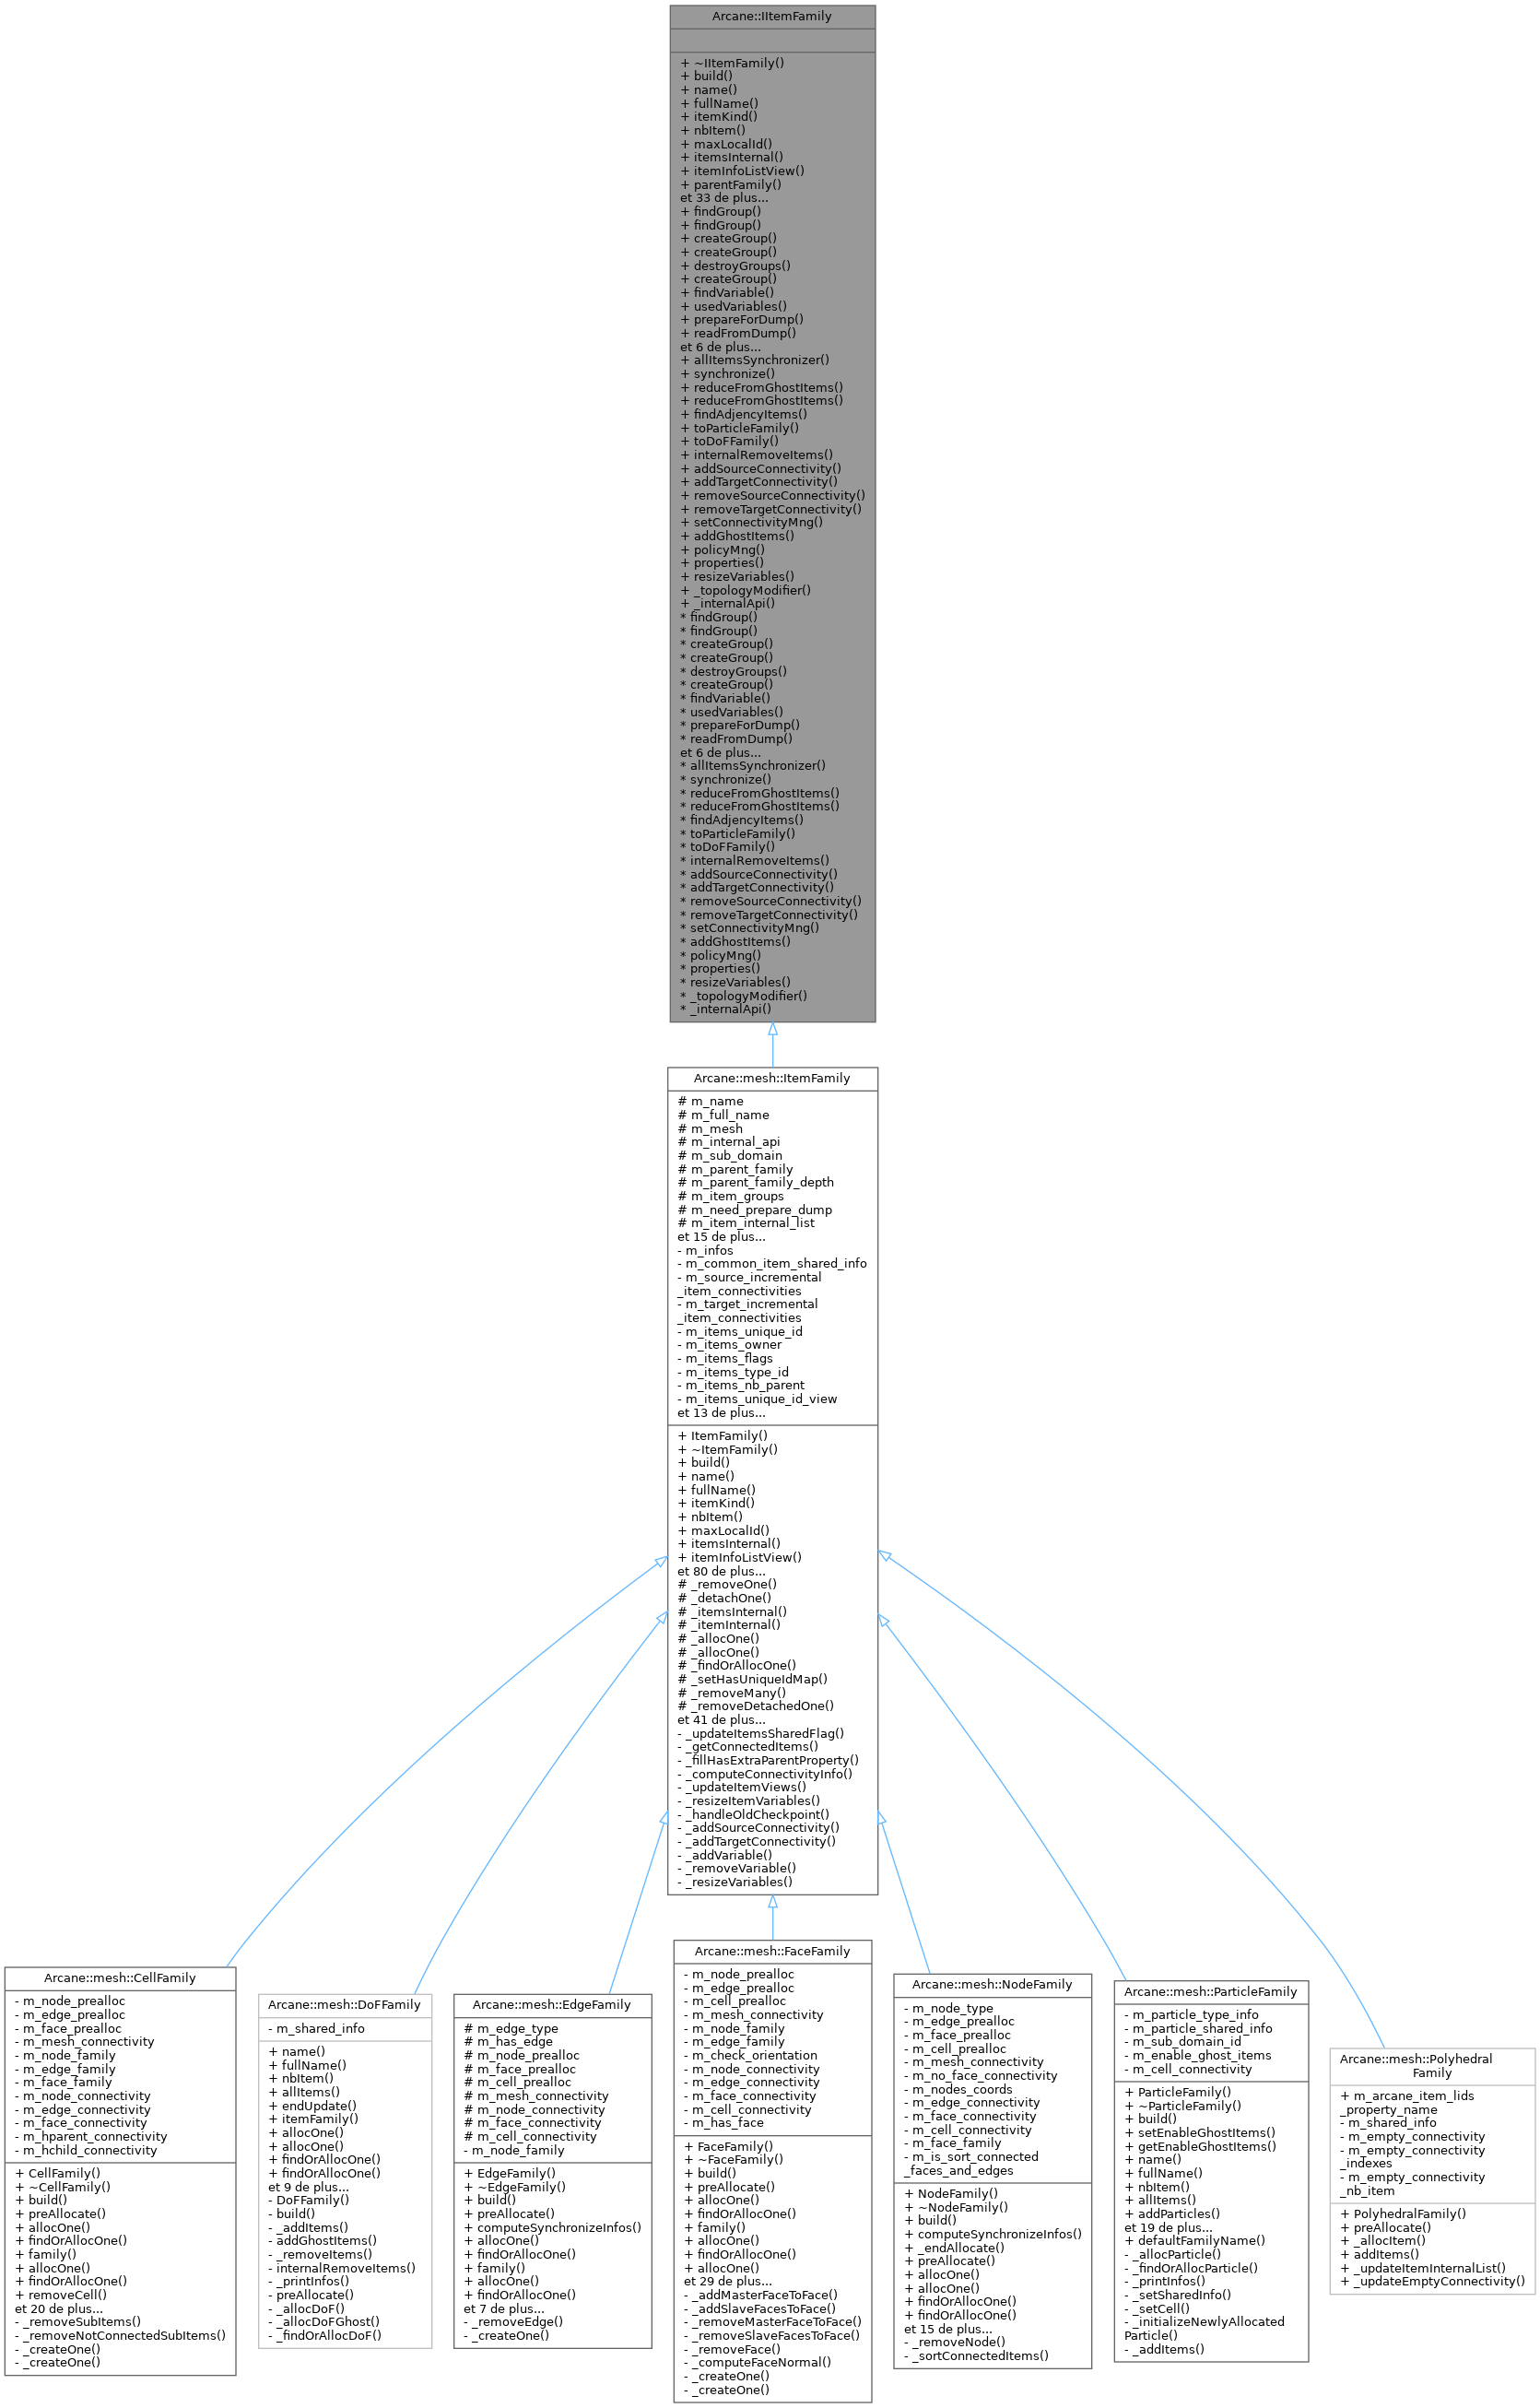 Arcane::IItemFamily
+ ~IItemFamily()
+ build()
+ name()
+ fullName()
+ itemKind()
+ nbItem()
+ maxLocalId()
+ itemsInternal()
+ itemInfoListView()
+ parentFamily()
et 33 de plus...
+ findGroup()
+ findGroup()
+ createGroup()
+ createGroup()
+ destroyGroups()
+ createGroup()
+ findVariable()
+ usedVariables()
+ prepareForDump()
+ readFromDump()
et 6 de plus...
+ allItemsSynchronizer()
+ synchronize()
+ reduceFromGhostItems()
+ reduceFromGhostItems()
+ findAdjencyItems()
+ toParticleFamily()
+ toDoFFamily()
+ internalRemoveItems()
+ addSourceConnectivity()
+ addTargetConnectivity()
+ removeSourceConnectivity()
+ removeTargetConnectivity()
+ setConnectivityMng()
+ addGhostItems()
+ policyMng()
+ properties()
+ resizeVariables()
+ _topologyModifier()
+ _internalApi()
* findGroup()
* findGroup()
* createGroup()
* createGroup()
* destroyGroups()
* createGroup()
* findVariable()
* usedVariables()
* prepareForDump()
* readFromDump()
et 6 de plus...
* allItemsSynchronizer()
* synchronize()
* reduceFromGhostItems()
* reduceFromGhostItems()
* findAdjencyItems()
* toParticleFamily()
* toDoFFamily()
* internalRemoveItems()
* addSourceConnectivity()
* addTargetConnectivity()
* removeSourceConnectivity()
* removeTargetConnectivity()
* setConnectivityMng()
* addGhostItems()
* policyMng()
* properties()
* resizeVariables()
* _topologyModifier()
* _internalApi()
Arcane::mesh::ItemFamily
# m_name
# m_full_name
# m_mesh
# m_internal_api
# m_sub_domain
# m_parent_family
# m_parent_family_depth
# m_item_groups
# m_need_prepare_dump
# m_item_internal_list
et 15 de plus...
- m_infos
- m_common_item_shared_info
- m_source_incremental
_item_connectivities
- m_target_incremental
_item_connectivities
- m_items_unique_id
- m_items_owner
- m_items_flags
- m_items_type_id
- m_items_nb_parent
- m_items_unique_id_view
et 13 de plus...
+ ItemFamily()
+ ~ItemFamily()
+ build()
+ name()
+ fullName()
+ itemKind()
+ nbItem()
+ maxLocalId()
+ itemsInternal()
+ itemInfoListView()
et 80 de plus...
# _removeOne()
# _detachOne()
# _itemsInternal()
# _itemInternal()
# _allocOne()
# _allocOne()
# _findOrAllocOne()
# _setHasUniqueIdMap()
# _removeMany()
# _removeDetachedOne()
et 41 de plus...
- _updateItemsSharedFlag()
- _getConnectedItems()
- _fillHasExtraParentProperty()
- _computeConnectivityInfo()
- _updateItemViews()
- _resizeItemVariables()
- _handleOldCheckpoint()
- _addSourceConnectivity()
- _addTargetConnectivity()
- _addVariable()
- _removeVariable()
- _resizeVariables()
Arcane::mesh::CellFamily
- m_node_prealloc
- m_edge_prealloc
- m_face_prealloc
- m_mesh_connectivity
- m_node_family
- m_edge_family
- m_face_family
- m_node_connectivity
- m_edge_connectivity
- m_face_connectivity
- m_hparent_connectivity
- m_hchild_connectivity
+ CellFamily()
+ ~CellFamily()
+ build()
+ preAllocate()
+ allocOne()
+ findOrAllocOne()
+ family()
+ allocOne()
+ findOrAllocOne()
+ removeCell()
et 20 de plus...
- _removeSubItems()
- _removeNotConnectedSubItems()
- _createOne()
- _createOne()
Arcane::mesh::DoFFamily
- m_shared_info
+ name()
+ fullName()
+ nbItem()
+ allItems()
+ endUpdate()
+ itemFamily()
+ allocOne()
+ allocOne()
+ findOrAllocOne()
+ findOrAllocOne()
et 9 de plus...
- DoFFamily()
- build()
- _addItems()
- addGhostItems()
- _removeItems()
- internalRemoveItems()
- _printInfos()
- preAllocate()
- _allocDoF()
- _allocDoFGhost()
- _findOrAllocDoF()
Arcane::mesh::EdgeFamily
# m_edge_type
# m_has_edge
# m_node_prealloc
# m_face_prealloc
# m_cell_prealloc
# m_mesh_connectivity
# m_node_connectivity
# m_face_connectivity
# m_cell_connectivity
- m_node_family
+ EdgeFamily()
+ ~EdgeFamily()
+ build()
+ preAllocate()
+ computeSynchronizeInfos()
+ allocOne()
+ findOrAllocOne()
+ family()
+ allocOne()
+ findOrAllocOne()
et 7 de plus...
- _removeEdge()
- _createOne()
Arcane::mesh::FaceFamily
- m_node_prealloc
- m_edge_prealloc
- m_cell_prealloc
- m_mesh_connectivity
- m_node_family
- m_edge_family
- m_check_orientation
- m_node_connectivity
- m_edge_connectivity
- m_face_connectivity
- m_cell_connectivity
- m_has_face
+ FaceFamily()
+ ~FaceFamily()
+ build()
+ preAllocate()
+ allocOne()
+ findOrAllocOne()
+ family()
+ allocOne()
+ findOrAllocOne()
+ allocOne()
et 29 de plus...
- _addMasterFaceToFace()
- _addSlaveFacesToFace()
- _removeMasterFaceToFace()
- _removeSlaveFacesToFace()
- _removeFace()
- _computeFaceNormal()
- _createOne()
- _createOne()
Arcane::mesh::NodeFamily
- m_node_type
- m_edge_prealloc
- m_face_prealloc
- m_cell_prealloc
- m_mesh_connectivity
- m_no_face_connectivity
- m_nodes_coords
- m_edge_connectivity
- m_face_connectivity
- m_cell_connectivity
- m_face_family
- m_is_sort_connected
_faces_and_edges
+ NodeFamily()
+ ~NodeFamily()
+ build()
+ computeSynchronizeInfos()
+ _endAllocate()
+ preAllocate()
+ allocOne()
+ allocOne()
+ findOrAllocOne()
+ findOrAllocOne()
et 15 de plus...
- _removeNode()
- _sortConnectedItems()
Arcane::mesh::ParticleFamily
- m_particle_type_info
- m_particle_shared_info
- m_sub_domain_id
- m_enable_ghost_items
- m_cell_connectivity
+ ParticleFamily()
+ ~ParticleFamily()
+ build()
+ setEnableGhostItems()
+ getEnableGhostItems()
+ name()
+ fullName()
+ nbItem()
+ allItems()
+ addParticles()
et 19 de plus...
+ defaultFamilyName()
- _allocParticle()
- _findOrAllocParticle()
- _printInfos()
- _setSharedInfo()
- _setCell()
- _initializeNewlyAllocated
Particle()
- _addItems()
Arcane::mesh::Polyhedral
Family
+ m_arcane_item_lids
_property_name
- m_shared_info
- m_empty_connectivity
- m_empty_connectivity
_indexes
- m_empty_connectivity
_nb_item
+ PolyhedralFamily()
+ preAllocate()
+ _allocItem()
+ addItems()
+ _updateItemInternalList()
+ _updateEmptyConnectivity()